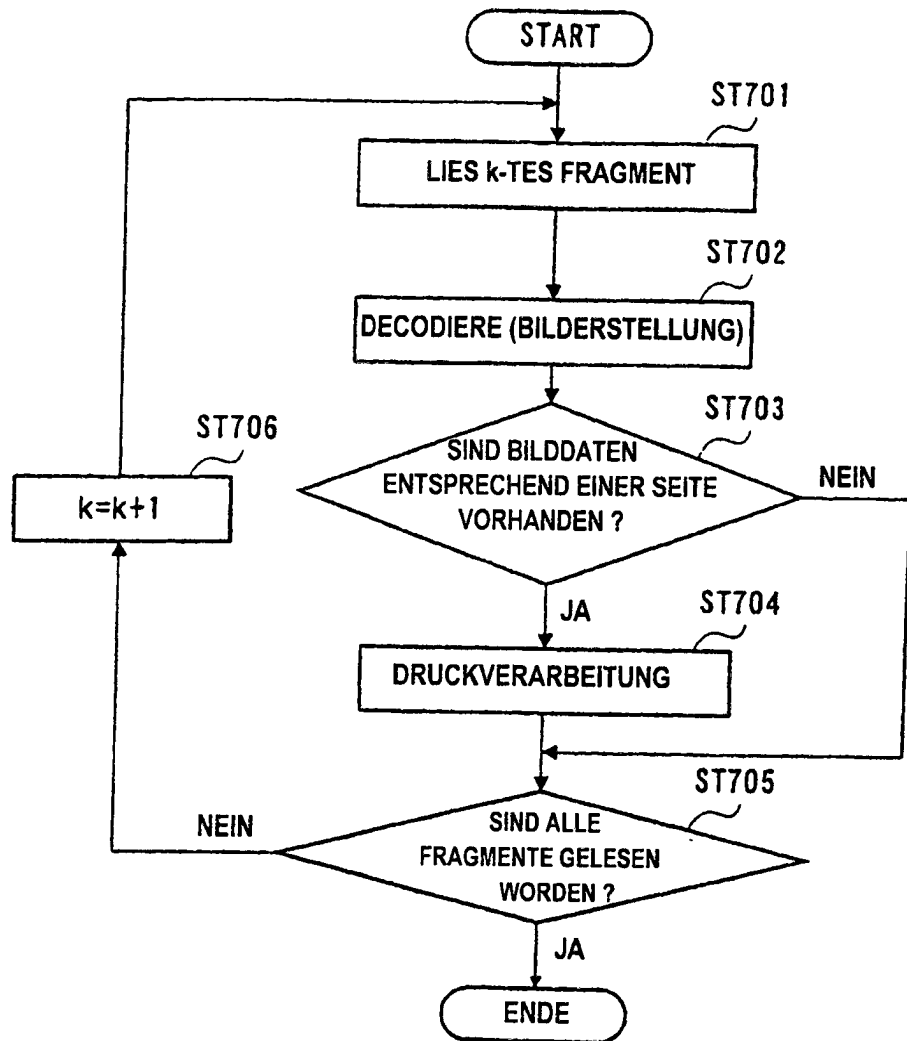 START
ST701
LIES k-TES FRAGMENT
ST702
DECODIERE (BILDERSTELLUNG)
ST703
SIND BILDDATEN
ENTSPRECHEND EINER SEITE
VORHANDEN ?
NEIN
ST706
k=k+1
JA
ST704
DRUCKVERARBEITUNG
ST705
NEIN
SIND ALLE
FRAGMENTE GELESEN
WORDEN ?
JA
ENDE